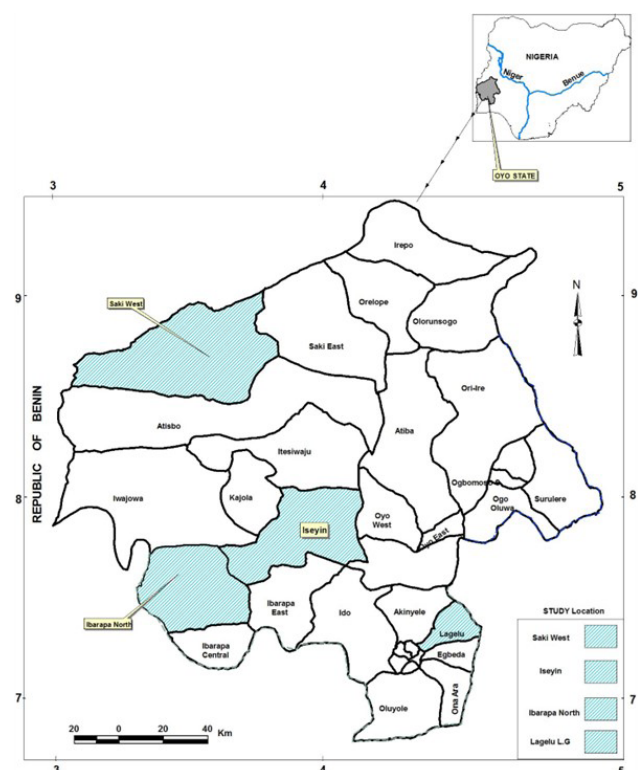 NIGERIA
Niger
Benue
OYO STATE
3
4
5
Irepo
9
9
Saki West
Orelope
Olorunsogo
N
Saki East
Ori-Ire
REPUBLIC OF BENIN
Atisbo
Atiba
Itesiwaju
Ogbomoso S
8
8
Iwajowa
Kajola
Oyo
West
Ogo
Oluwa
Surulere
Iseyin
Oyo East
Ibarapa
East
Ido
Akinyele
STUDY Location
Ibarapa North
Lagelu
Saki West
Ibarapa
Central
Egbeda
Iseyin
7
7
Oluyole
Ona Ara
Ibarapa North
20 0 20 40 Km
Lagelu L.G
3
4
5